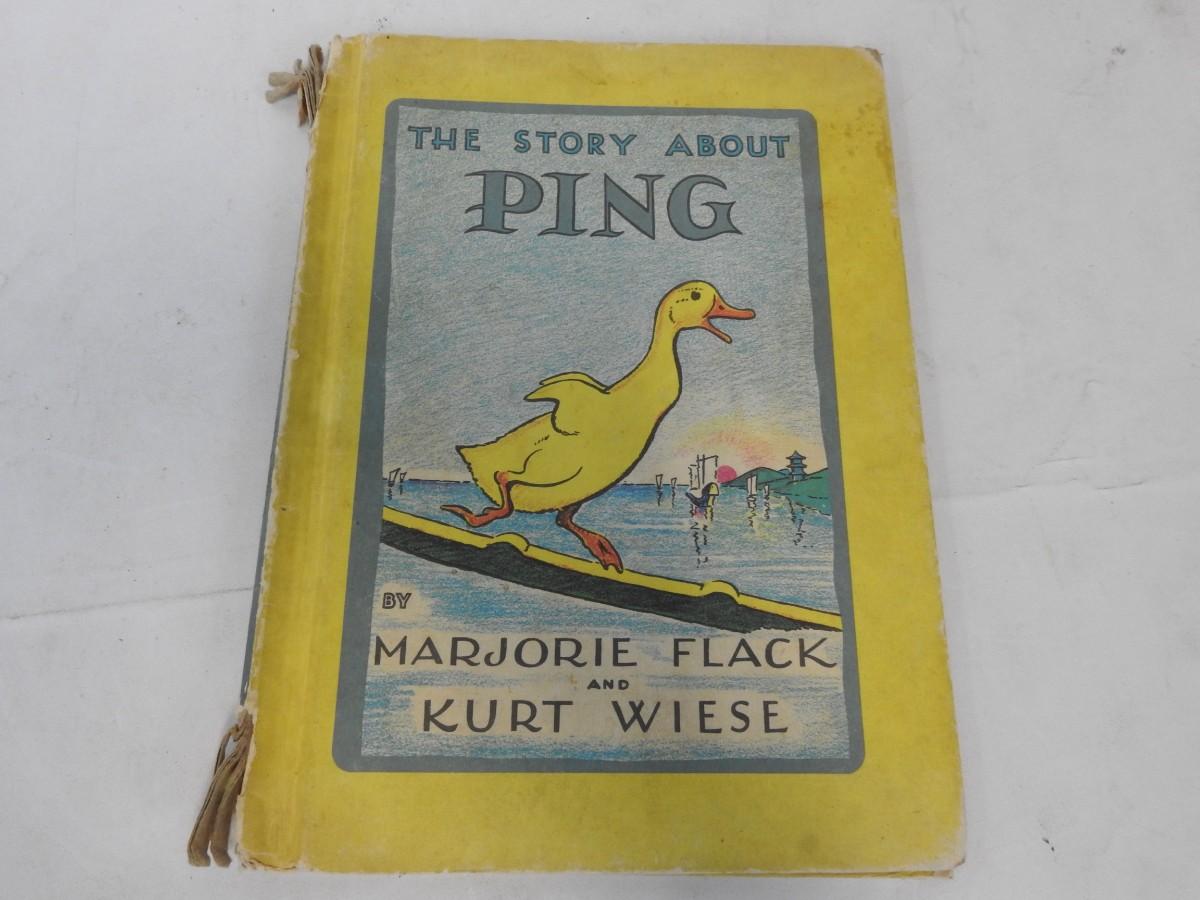 THE STORY ABOUT
PING
BY
MARJORIE FLACK
AND
KURT WIESE